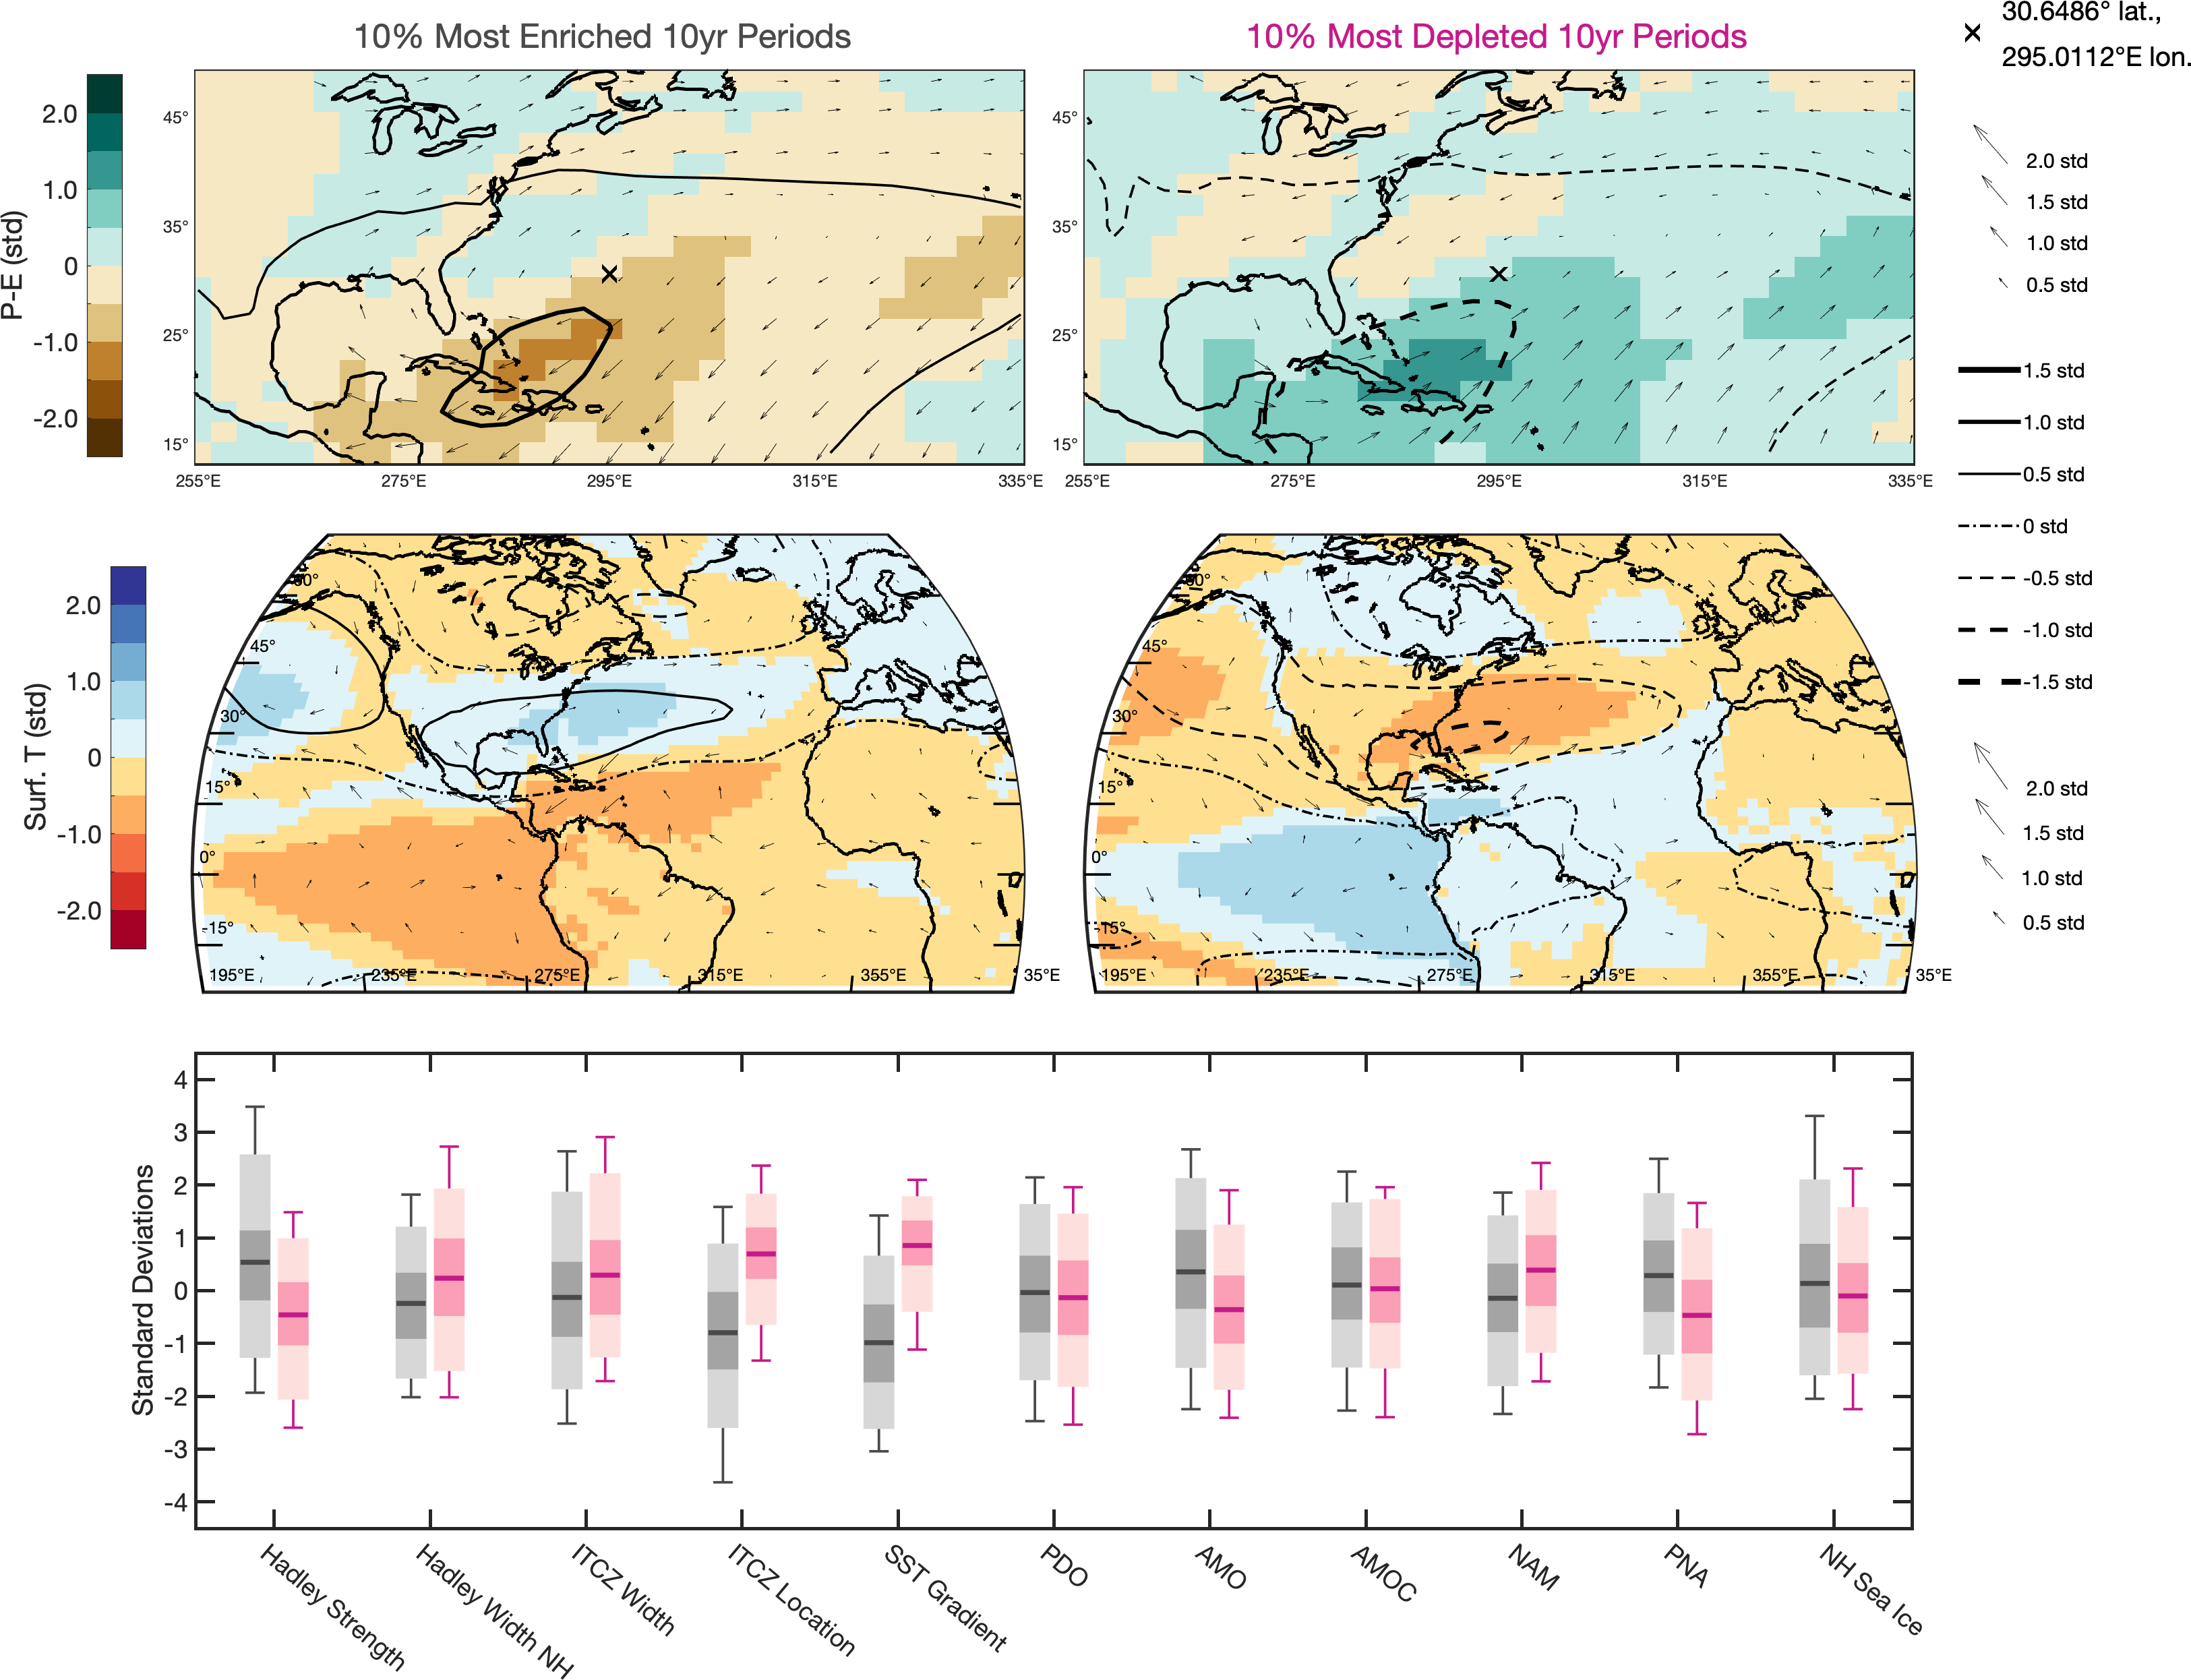 10% Most Enriched 10yr Periods
10% Most Depleted 10yr Periods
30.6486° lat.,
295.0112°E lon.
P-E (std)
2.0
1.0
0
-1.0
-2.0
45°
35°
25°
15°
255°E
275°E
295°E
315°E
335°E
45°
35°
25°
15°
255°E
275°E
295°E
315°E
335°E
2.0 std
1.5 std
1.0 std
0.5 std
1.5 std
1.0 std
0.5 std
0 std
-0.5 std
-1.0 std
-1.5 std
2.0 std
1.5 std
1.0 std
0.5 std
Surf. T (std)
2.0
1.0
0
-1.0
-2.0
60°
45°
30°
15°
0°
-15°
195°E
235°E
275°E
315°E
355°E
35°E
60°
45°
30°
15°
0°
-15°
195°E
235°E
275°E
315°E
355°E
35°E
Standard Deviations
4
3
2
1
0
-1
-2
-3
-4
Hadley Strength
Hadley Width NH
ITCZ Width
ITCZ Location
SST Gradient
PDO
AMO
AMOC
NAM
PNA
NH Sea Ice